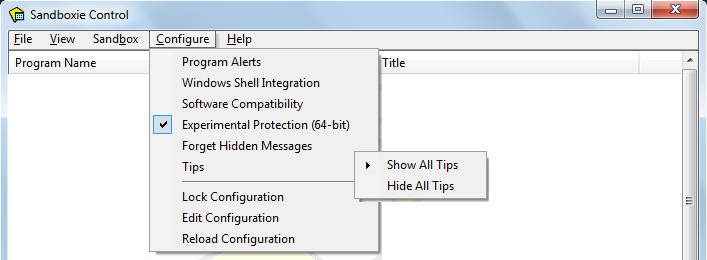 Sandboxie Control
File View Sandbox Configure Help
Program Name Title
Program Alerts
Windows Shell Integration
Software Compatibility
Experimental Protection (64-bit)
Forget Hidden Messages
Tips
Show All Tips
Hide All Tips
Lock Configuration
Edit Configuration
Reload Configuration